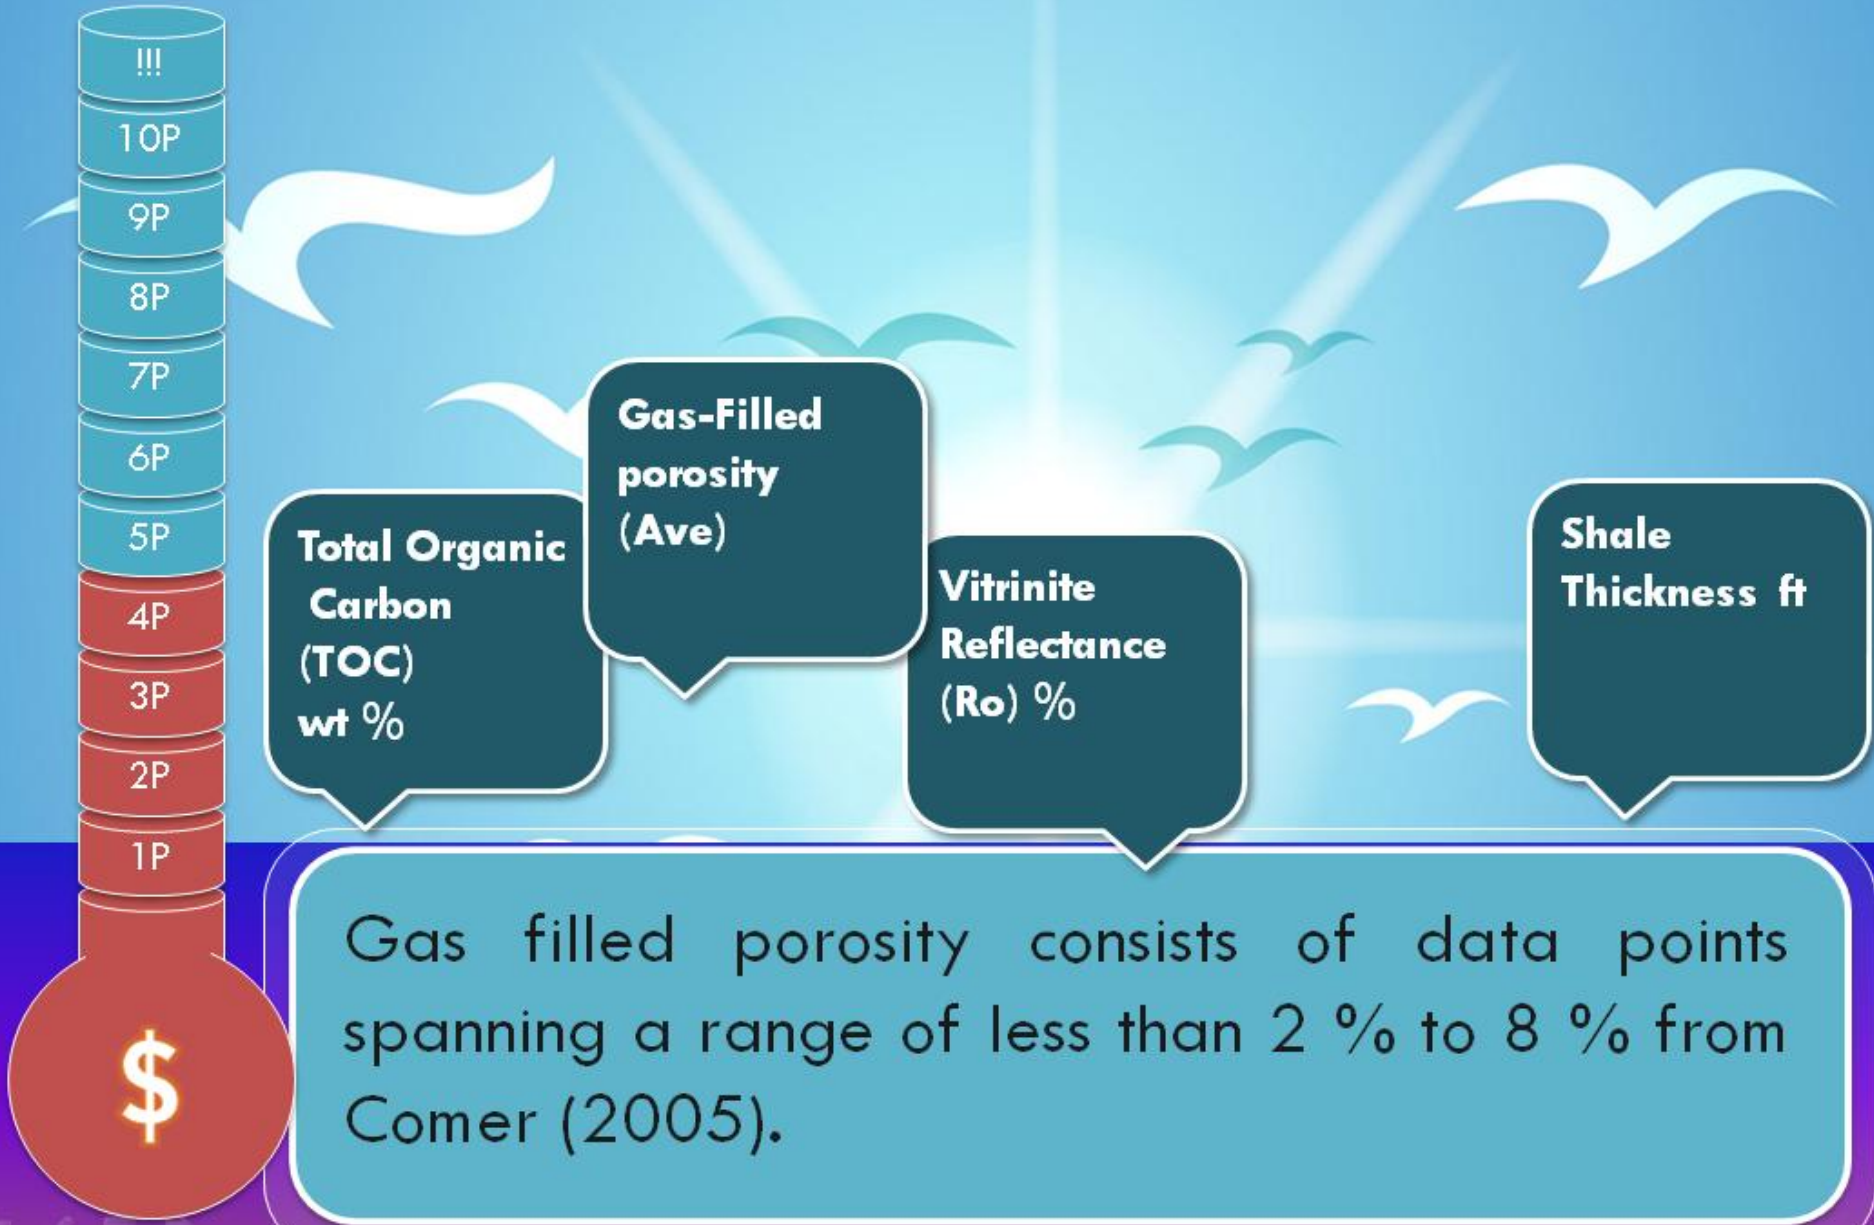 !!!
10P
9P
8P
7P
6P
5P
4P
3P
2P
1P
$
Total Organic
Carbon
(TOC)
wt %
Gas-Filled
porosity
(Ave)
Vitrinite
Reflectance
(Ro) %
Shale
Thickness ft
Gas filled porosity consists of data points
spanning a range of less than 2 % to 8 % from
Comer (2005).